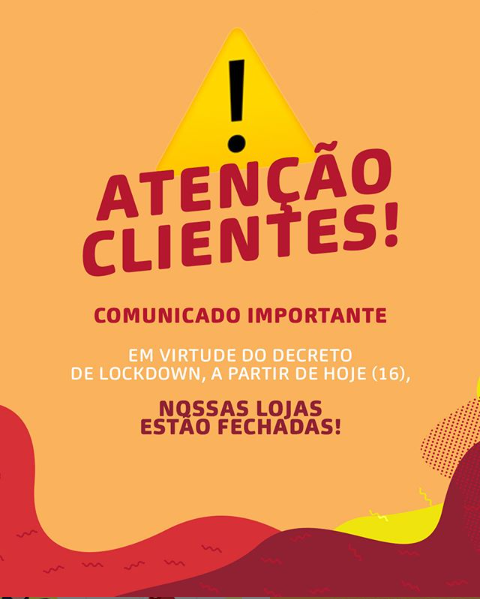 ATENÇÃO
CLIENTES!
COMUNICADO IMPORTANTE
EM VIRTUDE DO DECRETO
DE LOCKDOWN, A PARTIR DE HOJE (16),
NOSSAS LOJAS
ESTÃO FECHADAS!